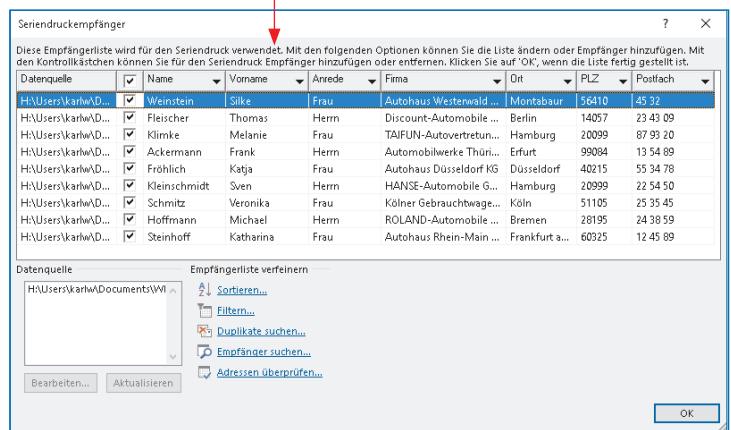 Seriendruckempfänger ? ×
Diese Empfängerliste wird für den Seriendruck verwendet. Mit den folgenden Optionen können Sie die Liste ändern oder Empfänger hinzufügen. Mit
den Kontrollkästchen können Sie für den Seriendruck Empfänger hinzufügen oder entfernen. Klicken Sie auf 'OK', wenn die Liste fertig gestellt ist.
Datenquelle Name Vorname Anrede Firma Ort PLZ Postfach
H:\Users\karlw\D... Weinstein Silke Frau Autohaus Westerwald ... Montabaur 56410 45 32
H:\Users\karlw\D... Fleischer Thomas Herrn Discount-Automobile ... Berlin 14057 23 43 09
H:\Users\karlw\D... Klimke Melanie Frau TAIFUN-Autovertretun... Hamburg 20099 87 93 20
H:\Users\karlw\D... Ackermann Frank Herrn Automobilwerke Thüri... Erfurt 99084 13 54 89
H:\Users\karlw\D... Fröhlich Katja Frau Autohaus Düsseldorf KG Düsseldorf 40215 55 34 78
H:\Users\karlw\D... Kleinschmidt Sven Herrn HANSE-Automobile G... Hamburg 20999 22 54 50
H:\Users\karlw\D... Schmitz Veronika Frau Kölner Gebrauchtwage... Köln 51105 25 35 45
H:\Users\karlw\D... Hoffmann Michael Herrn ROLAND-Automobile ... Bremen 28195 24 38 59
H:\Users\karlw\D... Steinhoff Katharina Frau Autohaus Rhein-Main ... Frankfurt a... 60325 12 45 89
Datenquelle Empfängerliste verfeinern
H:\Users\karlw\Documents\WI
Sortieren...
Filtern...
Duplikate suchen...
Empfänger suchen...
Adressen überprüfen...
Bearbeiten... Aktualisieren
OK